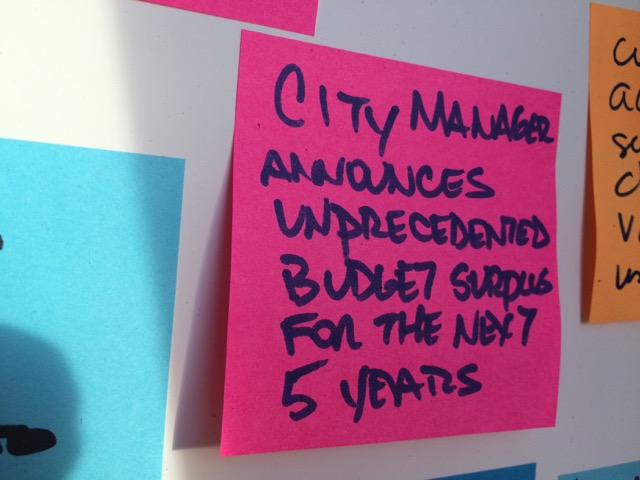 CITY MANAGER
ANNOUNCES
UNPRECEDENTED
BUDGET SURPLUS
FOR THE NEXT
5 YEARS